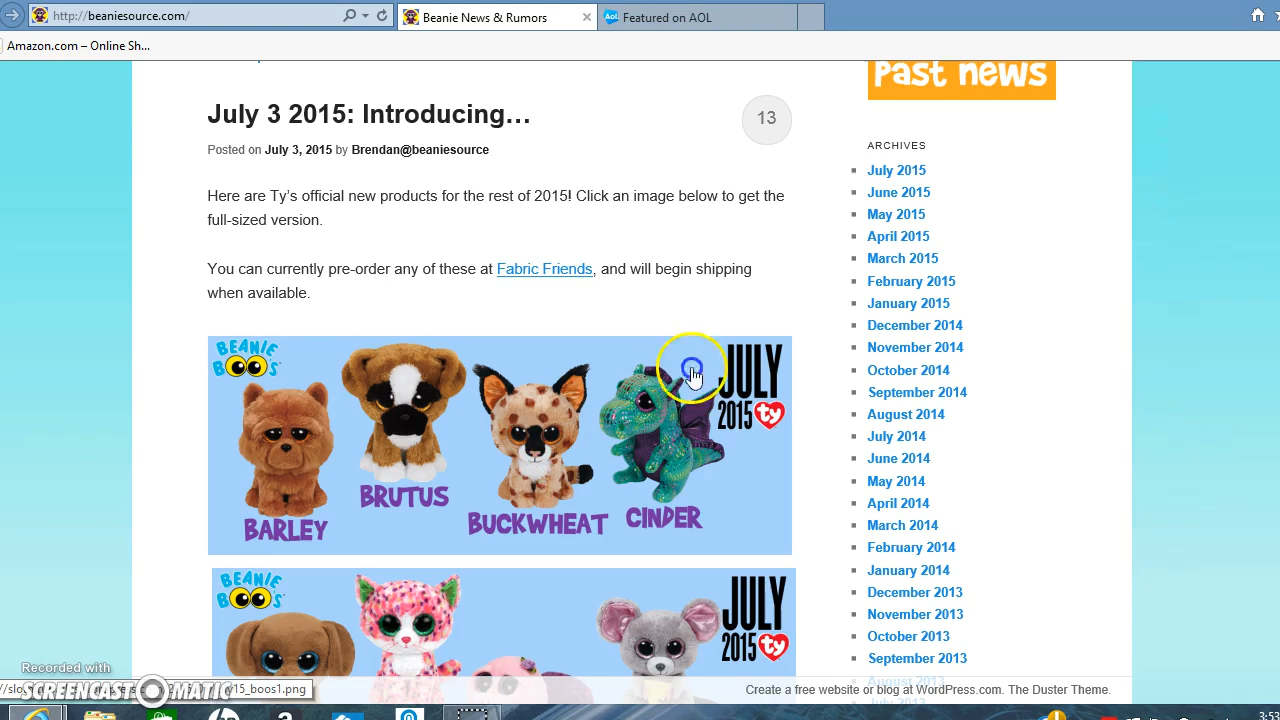 http://beaniesource.com/
Beanie News & Rumors
Featured on AOL
Amazon.com – Online Sh...
Past news
July 3 2015: Introducing…
13
Posted on July 3, 2015 by Brendan@beaniesource
Here are Ty’s official new products for the rest of 2015! Click an image below to get the
full-sized version.
You can currently pre-order any of these at Fabric Friends, and will begin shipping
when available.
BEANIE
BOOS
JULY
2015
ty
BARLEY
BRUTUS
BUCKWHEAT
CINDER
BEANIE
BOOS
JULY
2015
ty
ARCHIVES
July 2015
June 2015
May 2015
April 2015
March 2015
February 2015
January 2015
December 2014
November 2014
October 2014
September 2014
August 2014
July 2014
June 2014
May 2014
April 2014
March 2014
February 2014
January 2014
December 2013
November 2013
October 2013
September 2013
August 2013
Create a free website or blog at WordPress.com. The Duster Theme.
Recorded with
SCREENCAST-O-MATIC
15_boos1.png
3:53